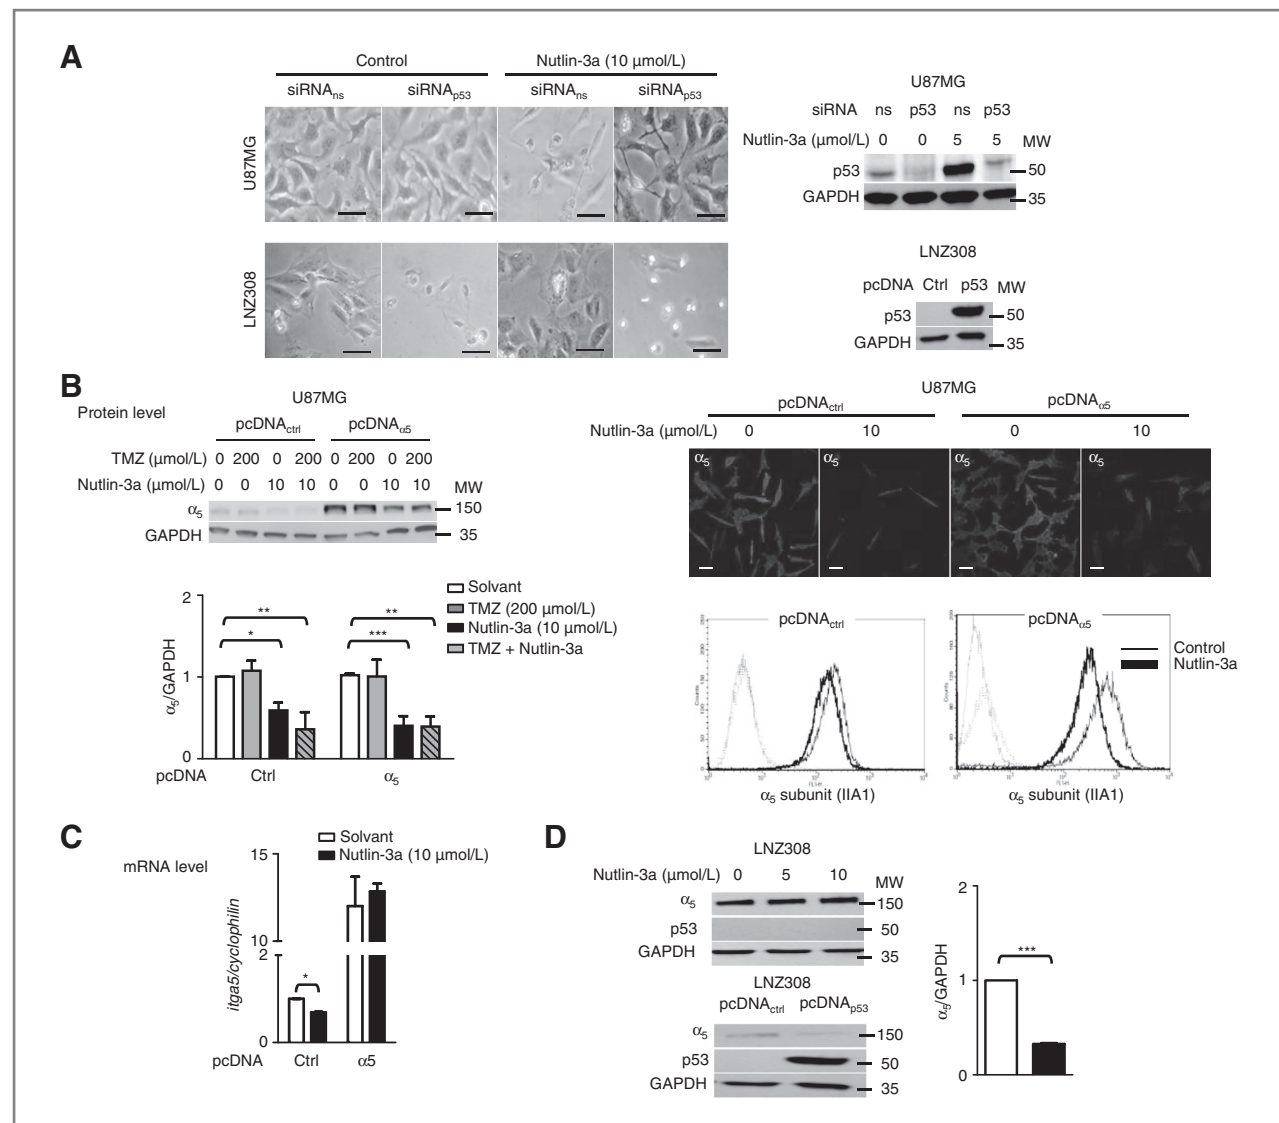 A
Control
Nutlin-3a (10 µmol/L)
siRNAns
siRNAp53
siRNAns
siRNAp53
U87MG
LNZ308
U87MG
siRNA ns p53 ns p53
Nutlin-3a (µmol/L) 0 0 5 5 MW
p53 50
GAPDH 35
LNZ308
pcDNA Ctrl p53 MW
p53 50
GAPDH 35
B
U87MG
Protein level
pcDNActrl pcDNAα5
TMZ (µmol/L) 0 200 0 200 0 200 0 200
Nutlin-3a (µmol/L) 0 0 10 10 0 0 10 10 MW
α5 150
GAPDH 35
Solvant
TMZ (200 µmol/L)
Nutlin-3a (10 µmol/L)
TMZ + Nutlin-3a
α5/GAPDH
2
1
0
** * ** ***
pcDNA Ctrl α5
U87MG
pcDNActrl pcDNAα5
Nutlin-3a (µmol/L) 0 10 0 10
α5 α5 α5 α5
pcDNActrl
Counts
α5 subunit (IIA1)
pcDNAα5
Counts
α5 subunit (IIA1)
Control
Nutlin-3a
C
mRNA level
Solvant
Nutlin-3a (10 µmol/L)
itga5/cyclophilin
15
10
2
0
*
pcDNA Ctrl α5
D
LNZ308
Nutlin-3a (µmol/L) 0 5 10 MW
α5 150
p53 50
GAPDH 35
LNZ308
pcDNActrl pcDNAp53
α5 150
p53 50
GAPDH 35
α5/GAPDH
2
1
0
***